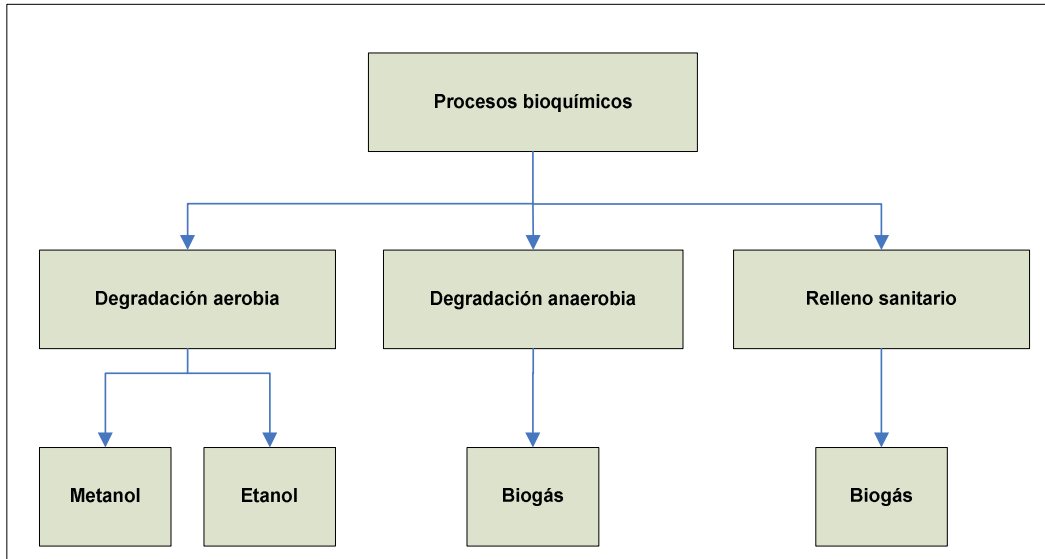 Procesos bioquímicos
Degradación aerobia
Degradación anaerobia
Relleno sanitario
Metanol
Etanol
Biogás
Biogás